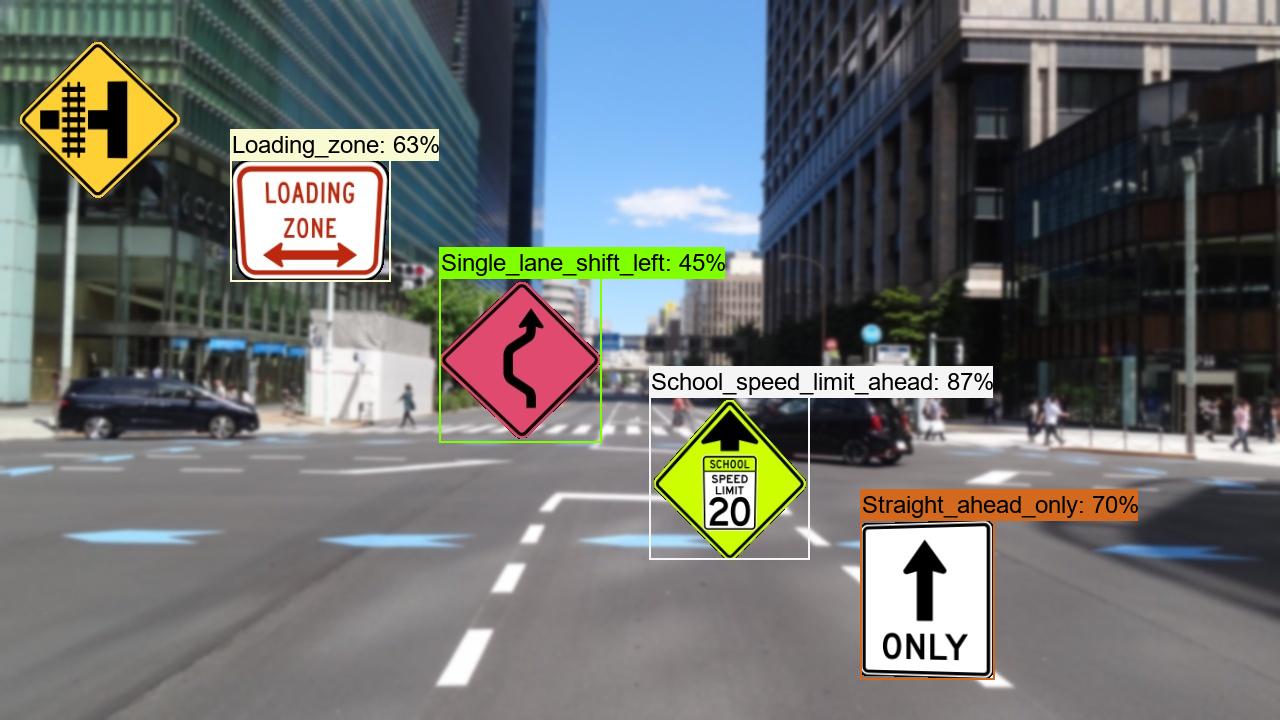 Loading_zone: 63%
LOADING
ZONE
Single_lane_shift_left: 45%
School_speed_limit_ahead: 87%
SCHOOL
SPEED
LIMIT
20
Straight_ahead_only: 70%
ONLY